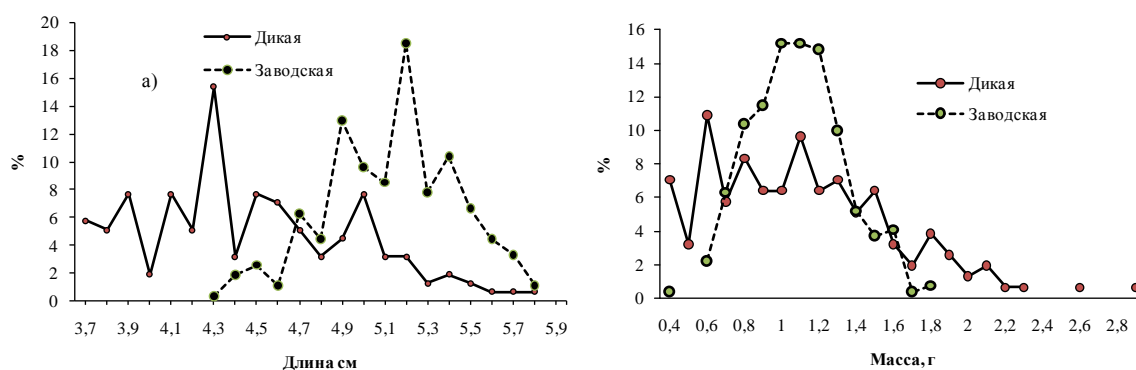 20
18
16
14
12
10
8
6
4
2
0
%
Дикая
Заводская
а)
3,7 3,9 4,1 4,3 4,5 4,7 4,9 5,1 5,3 5,5 5,7 5,9
Длина см
16
14
12
10
8
6
4
2
0
%
Дикая
Заводская
0,4 0,6 0,8 1 1,2 1,4 1,6 1,8 2 2,2 2,4 2,6 2,8
Масса, г